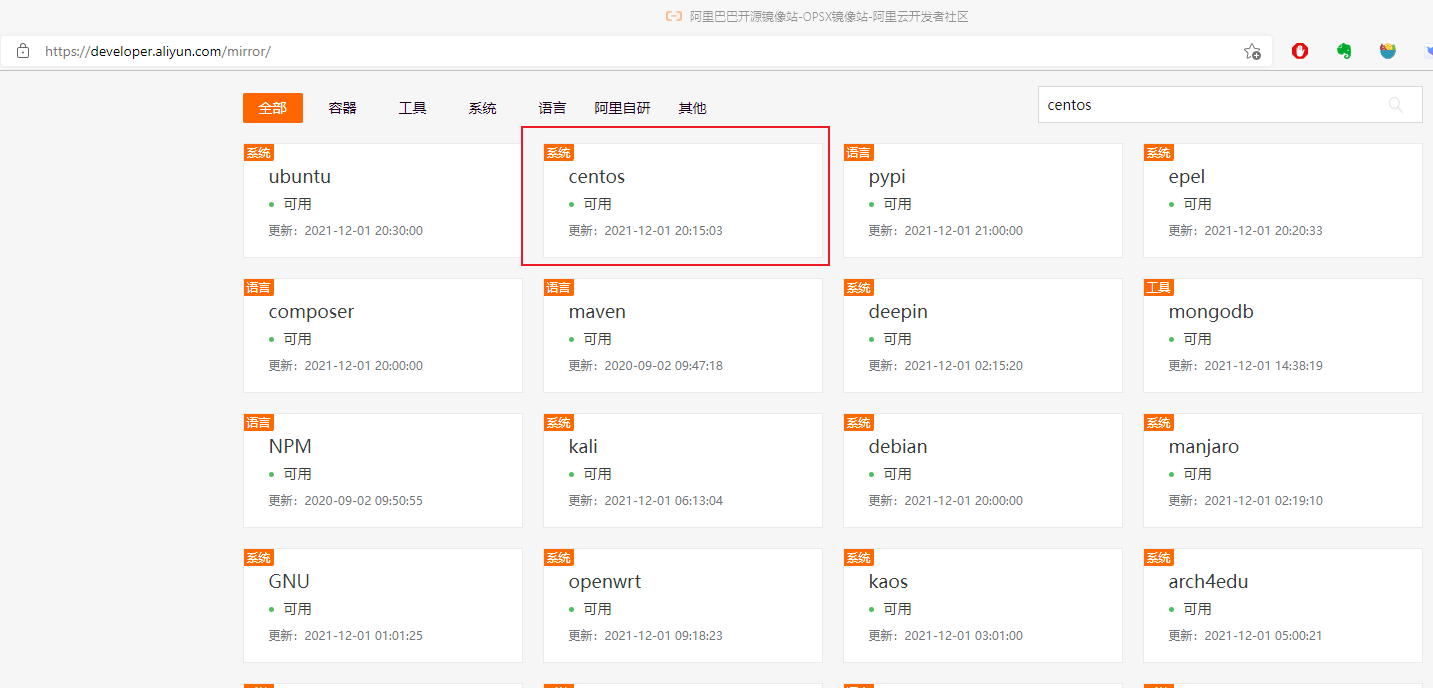 阿里巴巴开源镜像站-OPSX镜像站-阿里云开发者社区
https://developer.aliyun.com/mirror/
全部 容器 工具 系统 语言 阿里自研 其他 centos
系统 系统 语言 系统
ubuntu centos pypi epel
可用 可用 可用 可用
更新：2021-12-01 20:30:00 更新：2021-12-01 20:15:03 更新：2021-12-01 21:00:00 更新：2021-12-01 20:20:33
语言 语言 系统 工具
composer maven deepin mongodb
可用 可用 可用 可用
更新：2021-12-01 20:00:00 更新：2020-09-02 09:47:18 更新：2021-12-01 02:15:20 更新：2021-12-01 14:38:19
语言 系统 系统 系统
NPM kali debian manjaro
可用 可用 可用 可用
更新：2020-09-02 09:50:55 更新：2021-12-01 06:13:04 更新：2021-12-01 20:00:00 更新：2021-12-01 02:19:10
系统 系统 系统 系统
GNU openwrt kaos arch4edu
可用 可用 可用 可用
更新：2021-12-01 01:01:25 更新：2021-12-01 09:18:23 更新：2021-12-01 03:01:00 更新：2021-12-01 05:00:21